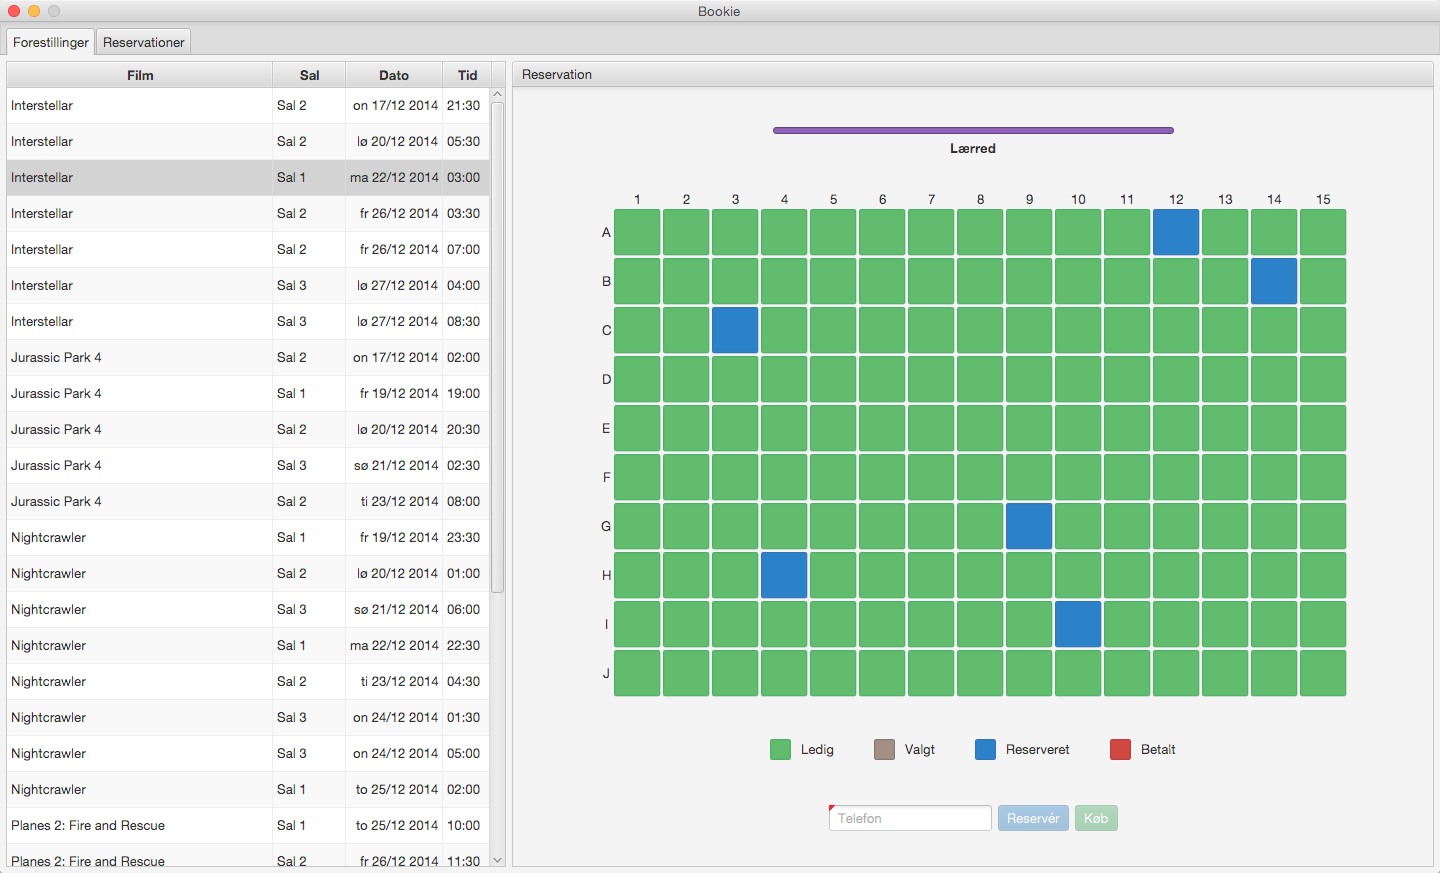 Bookie
Forestillinger Reservationer
Film Sal Dato Tid
Interstellar Sal 2 on 17/12 2014 21:30
Interstellar Sal 2 lø 20/12 2014 05:30
Interstellar Sal 1 ma 22/12 2014 03:00
Interstellar Sal 2 fr 26/12 2014 03:30
Interstellar Sal 2 fr 26/12 2014 07:00
Interstellar Sal 3 lø 27/12 2014 04:00
Interstellar Sal 3 lø 27/12 2014 08:30
Jurassic Park 4 Sal 2 on 17/12 2014 02:00
Jurassic Park 4 Sal 1 fr 19/12 2014 19:00
Jurassic Park 4 Sal 2 lø 20/12 2014 20:30
Jurassic Park 4 Sal 3 sø 21/12 2014 02:30
Jurassic Park 4 Sal 2 ti 23/12 2014 08:00
Nightcrawler Sal 1 fr 19/12 2014 23:30
Nightcrawler Sal 2 lø 20/12 2014 01:00
Nightcrawler Sal 3 sø 21/12 2014 06:00
Nightcrawler Sal 1 ma 22/12 2014 22:30
Nightcrawler Sal 2 ti 23/12 2014 04:30
Nightcrawler Sal 3 on 24/12 2014 01:30
Nightcrawler Sal 3 on 24/12 2014 05:00
Nightcrawler Sal 1 to 25/12 2014 02:00
Planes 2: Fire and Rescue Sal 1 to 25/12 2014 10:00
Planes 2: Fire and Rescue Sal 2 fr 26/12 2014 11:30
Reservation
Lærred
1 2 3 4 5 6 7 8 9 10 11 12 13 14 15
A
B
C
D
E
F
G
H
I
J
Ledig Valgt Reserveret Betalt
Telefon Reservér Køb